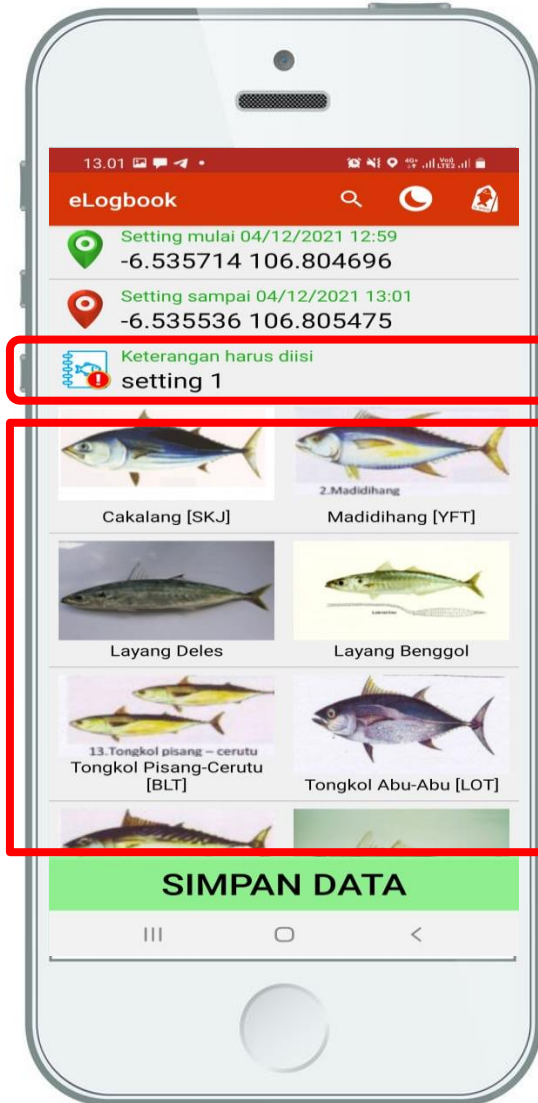 13.01
eLogbook
Setting mulai 04/12/2021 12:59
-6.535714 106.804696
Setting sampai 04/12/2021 13:01
-6.535536 106.805475
Keterangan harus diisi
setting 1
2.Madidihang
Cakalang [SKJ]
Madidihang [YFT]
Layang Deles
Layang Benggol
13.Tongkol pisang – cerutu
Tongkol Pisang-Cerutu
[BLT]
Tongkol Abu-Abu [LOT]
SIMPAN DATA